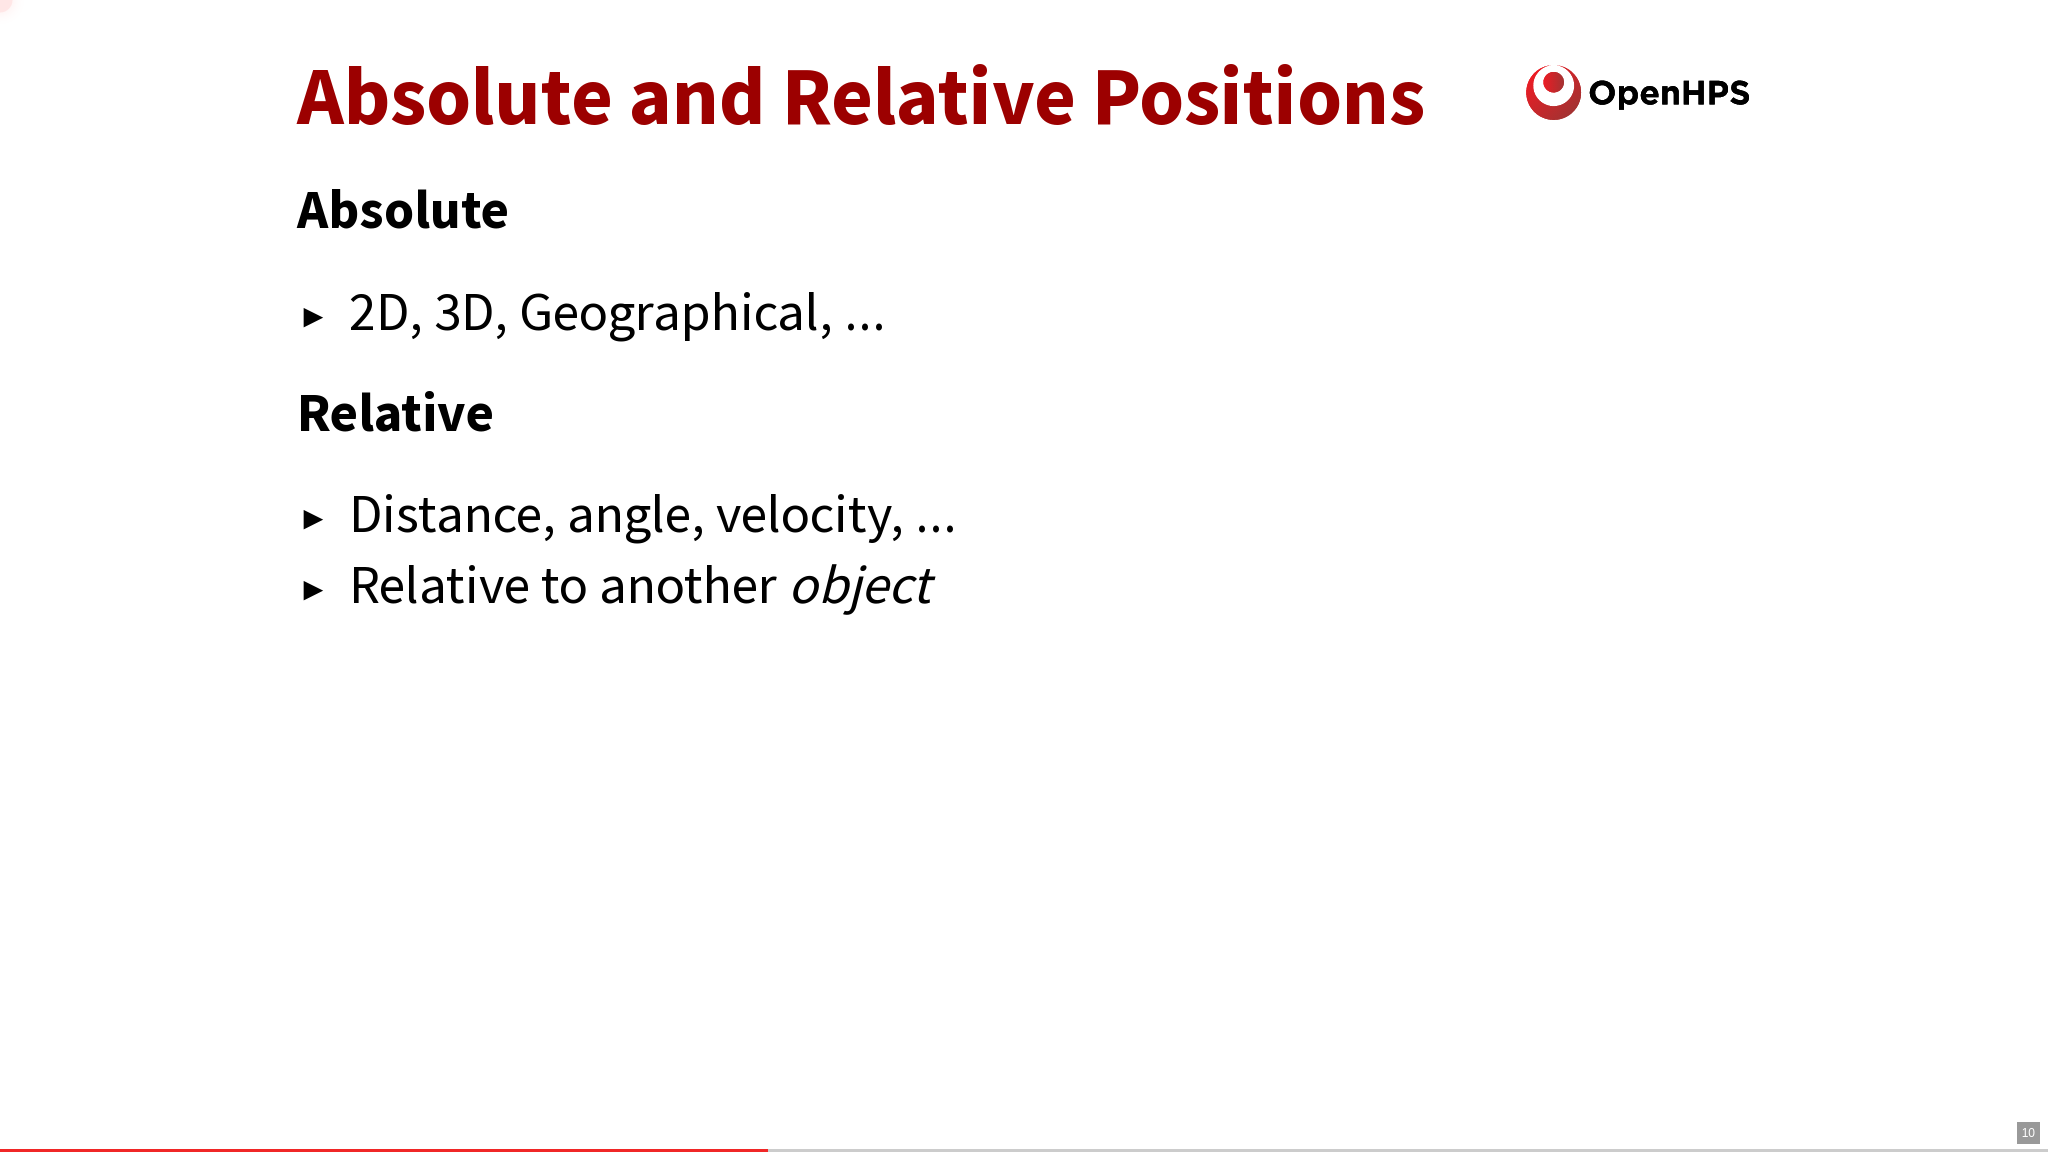 Absolute and Relative Positions
OpenHPS
Absolute
▸ 2D, 3D, Geographical, ...
Relative
▸ Distance, angle, velocity, ...
▸ Relative to another object
10